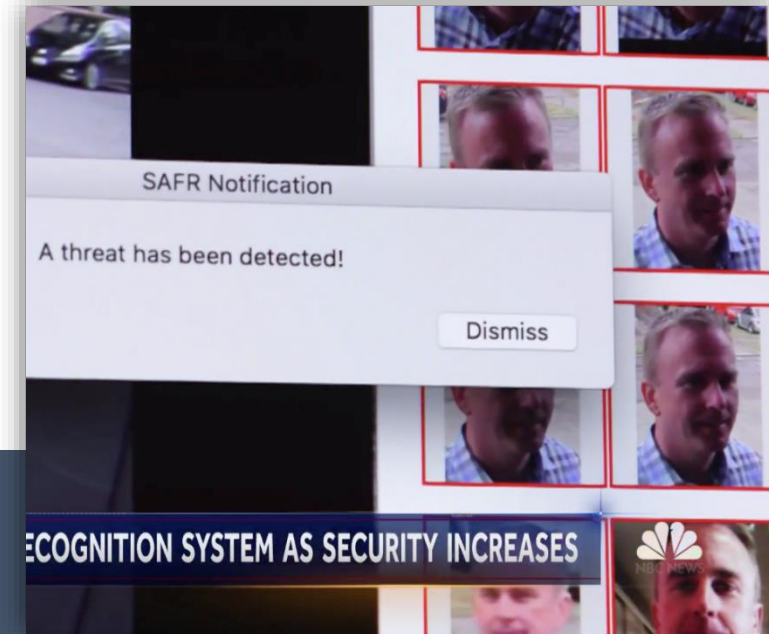 SAFR Notification
A threat has been detected!
Dismiss
ECOGNITION SYSTEM AS SECURITY INCREASES
NBC NEWS